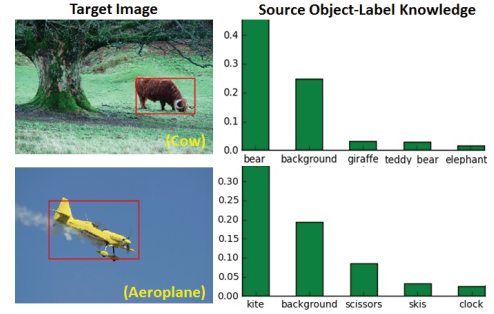 Target Image
Source Object-Label Knowledge
(Cow)
0.4
0.3
0.2
0.1
0.0
bear background giraffe teddy bear elephant
(Aeroplane)
0.30
0.25
0.20
0.15
0.10
0.05
0.00
kite background scissors skis clock